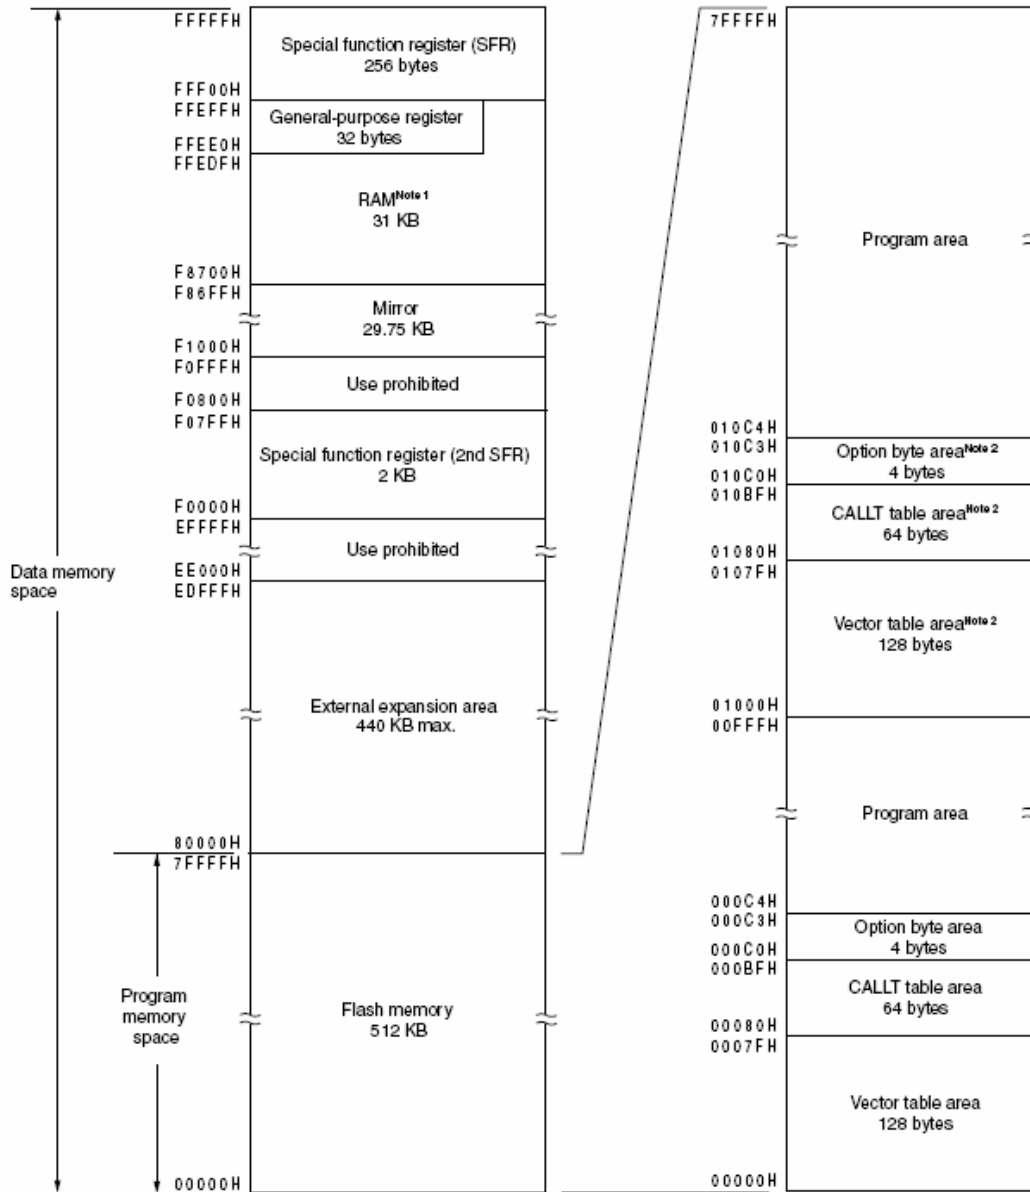 FFFFFH
Special function register (SFR)
256 bytes
FFF00H
FFEFFH
General-purpose register
32 bytes
FFEE0H
FFEDFH
RAMNote 1
31 KB
F8700H
F86FFH
Mirror
29.75 KB
F1000H
F0FFFH
Use prohibited
F0800H
F07FFH
Special function register (2nd SFR)
2 KB
F0000H
EFFFFH
Use prohibited
EE000H
EDFFFH
Data memory
space
External expansion area
440 KB max.
80000H
7FFFFH
Program
memory
space
Flash memory
512 KB
00000H
7FFFFH
Program area
010C4H
010C3H
Option byte areaNote 2
4 bytes
010C0H
010BFH
CALLT table areaNote 2
64 bytes
01080H
0107FH
Vector table areaNote 2
128 bytes
01000H
00FFFH
Program area
000C4H
000C3H
Option byte area
4 bytes
000C0H
000BFH
CALLT table area
64 bytes
00080H
0007FH
Vector table area
128 bytes
00000H